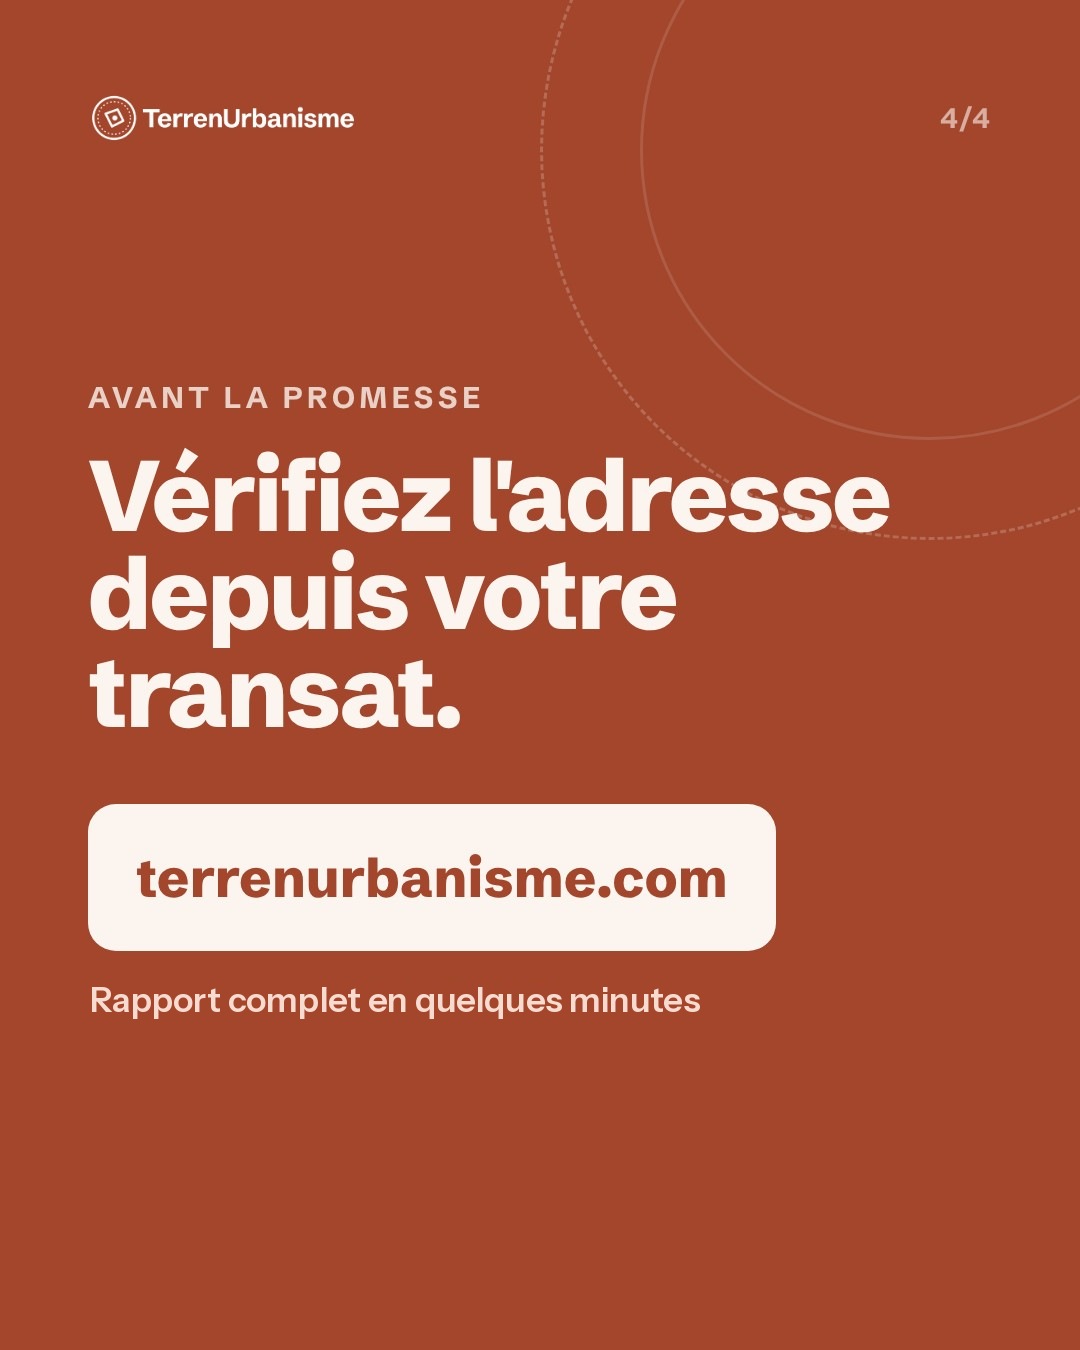 TerrenUrbanisme
4/4
AVANT LA PROMESSE
Vérifiez l'adresse
depuis votre
transat.
terrenurbanisme.com
Rapport complet en quelques minutes